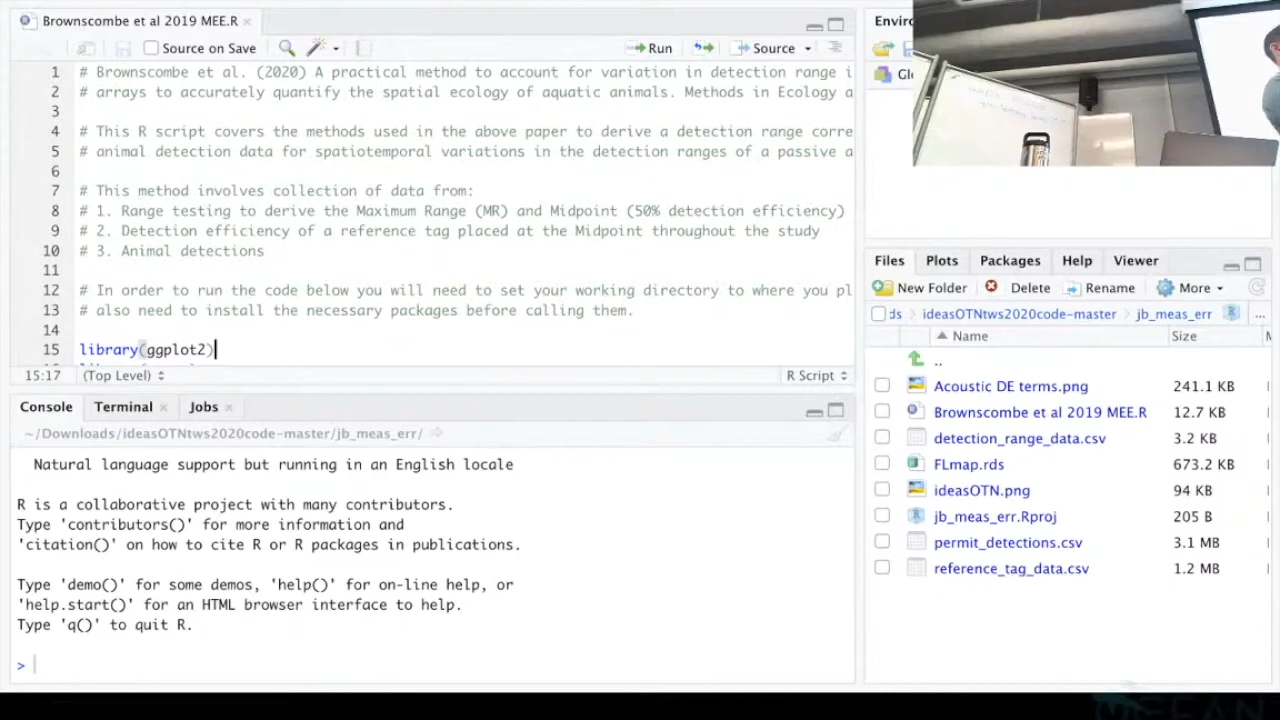 Brownscombe et al 2019 MEE.R
Source on Save
Run
Source
1 # Brownscombe et al. (2020) A practical method to account for variation in detection range i
2 # arrays to accurately quantify the spatial ecology of aquatic animals. Methods in Ecology a
3
4 # This R script covers the methods used in the above paper to derive a detection range corre
5 # animal detection data for spatiotemporal variations in the detection ranges of a passive a
6
7 # This method involves collection of data from:
8 # 1. Range testing to derive the Maximum Range (MR) and Midpoint (50% detection efficiency)
9 # 2. Detection efficiency of a reference tag placed at the Midpoint throughout the study
10 # 3. Animal detections
11
12 # In order to run the code below you will need to set your working directory to where you pl
13 # also need to install the necessary packages before calling them.
14
15 library(ggplot2)
15:17 (Top Level) R Script
Console Terminal Jobs
~/Downloads/ideasOTNtws2020code-master/jb_meas_err/
Natural language support but running in an English locale
R is a collaborative project with many contributors.
Type 'contributors()' for more information and
'citation()' on how to cite R or R packages in publications.
Type 'demo()' for some demos, 'help()' for on-line help, or
'help.start()' for an HTML browser interface to help.
Type 'q()' to quit R.
>
Enviro
Glo
Files Plots Packages Help Viewer
New Folder Delete Rename More
ds ideasOTNtws2020code-master jb_meas_err ...
Name Size M
..
Acoustic DE terms.png 241.1 KB
Brownscombe et al 2019 MEE.R 12.7 KB
detection_range_data.csv 3.2 KB
FLmap.rds 673.2 KB
ideasOTN.png 94 KB
jb_meas_err.Rproj 205 B
permit_detections.csv 3.1 MB
reference_tag_data.csv 1.2 MB